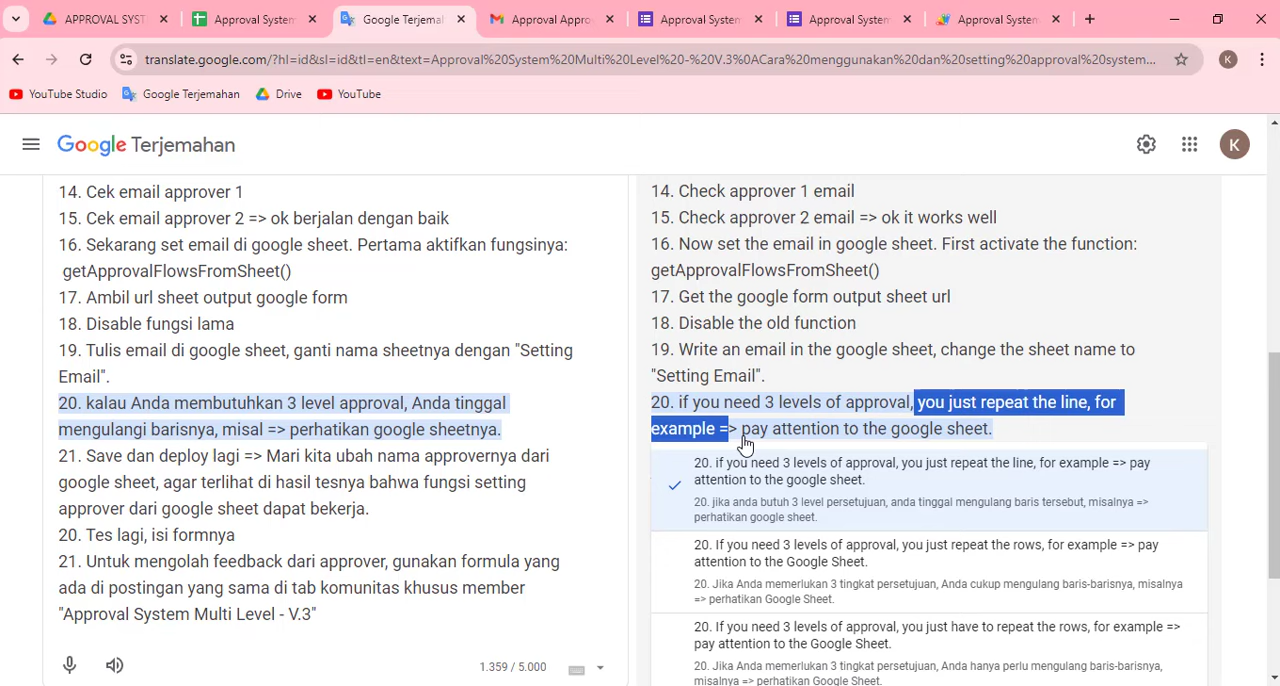 APPROVAL SYST
Approval System
Google Terjemah
Approval Appro
Approval System
Approval System
Approval System
translate.google.com/?hl=id&sl=id&tl=en&text=Approval%20System%20Multi%20Level%20-%20V.3%0ACara%20menggunakan%20dan%20setting%20approval%20system...
K
YouTube Studio
Google Terjemahan
Drive
YouTube
Google Terjemahan
K
14. Cek email approver 1
15. Cek email approver 2 => ok berjalan dengan baik
16. Sekarang set email di google sheet. Pertama aktifkan fungsinya:
getApprovalFlowsFromSheet()
17. Ambil url sheet output google form
18. Disable fungsi lama
19. Tulis email di google sheet, ganti nama sheetnya dengan "Setting
Email".
20. kalau Anda membutuhkan 3 level approval, Anda tinggal
mengulangi barisnya, misal => perhatikan google sheetnya.
21. Save dan deploy lagi => Mari kita ubah nama approvernya dari
google sheet, agar terlihat di hasil tesnya bahwa fungsi setting
approver dari google sheet dapat bekerja.
20. Tes lagi, isi formnya
21. Untuk mengolah feedback dari approver, gunakan formula yang
ada di postingan yang sama di tab komunitas khusus member
"Approval System Multi Level - V.3"
1.359 / 5.000
14. Check approver 1 email
15. Check approver 2 email => ok it works well
16. Now set the email in google sheet. First activate the function:
getApprovalFlowsFromSheet()
17. Get the google form output sheet url
18. Disable the old function
19. Write an email in the google sheet, change the sheet name to
"Setting Email".
20. if you need 3 levels of approval, you just repeat the line, for
example => pay attention to the google sheet.
20. if you need 3 levels of approval, you just repeat the line, for example => pay
attention to the google sheet.
20. jika anda butuh 3 level persetujuan, anda tinggal mengulang baris tersebut, misalnya =>
perhatikan google sheet.
20. If you need 3 levels of approval, you just repeat the rows, for example => pay
attention to the Google Sheet.
20. Jika Anda memerlukan 3 tingkat persetujuan, Anda cukup mengulang baris-barisnya, misalnya
=> perhatikan Google Sheet.
20. If you need 3 levels of approval, you just have to repeat the rows, for example =>
pay attention to the Google Sheet.
20. Jika Anda memerlukan 3 tingkat persetujuan, Anda hanya perlu mengulang baris-barisnya,
misalnya => perhatikan Google Sheet.